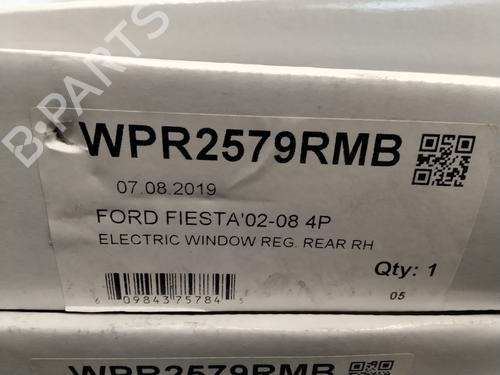 B-PARTS
WPR2579RMB
07.08.2019
FORD FIESTA'02-08 4P
ELECTRIC WINDOW REG. REAR RH
Qty: 1
6 09843 75784 5
05
WPR2579RMB